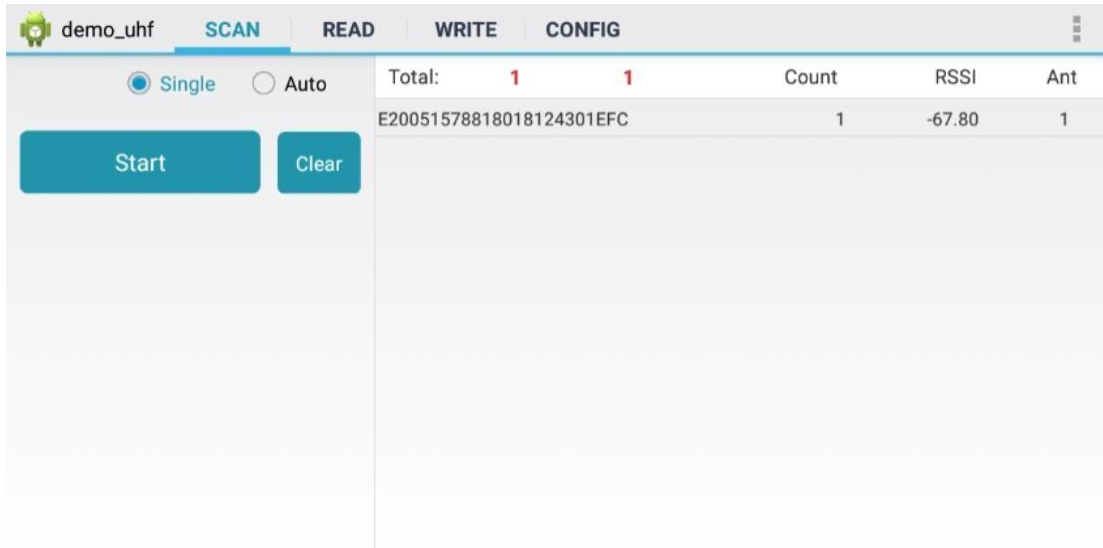 demo_uhf SCAN READ WRITE CONFIG
Single Auto
Start Clear
Total: 1 1 Count RSSI Ant
E20051578818018124301EFC 1 -67.80 1